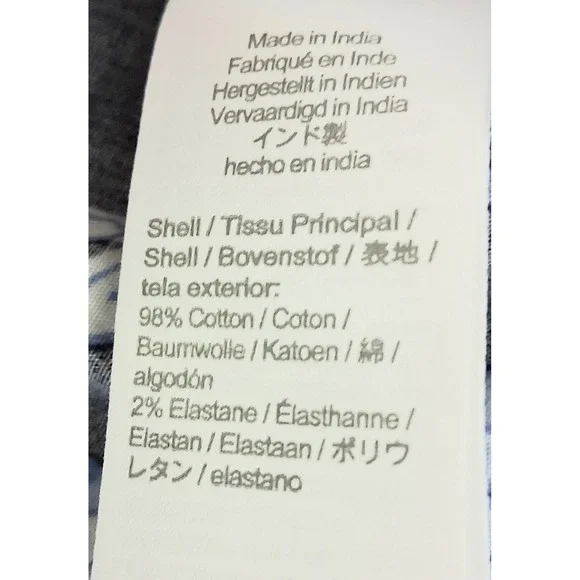 Made in India
Fabriqué en Inde
Hergestellt in Indien
Vervaardigd in India
インド製
hecho en india
Shell / Tissu Principal /
Shell / Bovenstof / 表地 /
tela exterior:
98% Cotton / Coton /
Baumwolle / Katoen / 綿 /
algodón
2% Elastane / Élasthanne /
Elastan / Elastaan / ポリウ
レタン / elastano